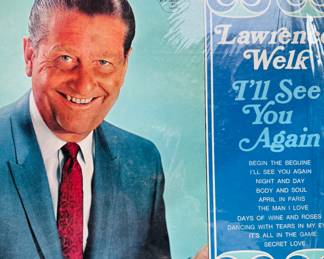 Lawrence
Welk
I'll See
You
Again
BEGIN THE BEGUINE
I'LL SEE YOU AGAIN
NIGHT AND DAY
BODY AND SOUL
APRIL IN PARIS
THE MAN I LOVE
DAYS OF WINE AND ROSES
DANCING WITH TEARS IN MY EY
IT'S ALL IN THE GAME
SECRET LOVE